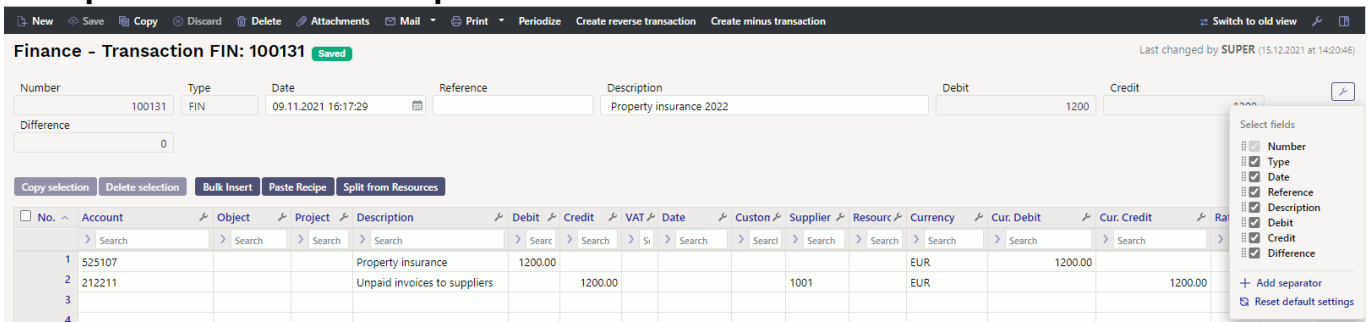 New Save Copy Discard Delete Attachments Mail Print Periodize Create reverse transaction Create minus transaction Switch to old view
Finance - Transaction FIN: 100131 Saved Last changed by SUPER (15.12.2021 at 14:20:46)
Number Type Date Reference Description Debit Credit
100131 FIN 09.11.2021 16:17:29 Property insurance 2022 1200
Difference
0
Select fields
Number
Type
Date
Reference
Description
Debit
Credit
Difference
+ Add separator
Reset default settings
Copy selection Delete selection Bulk Insert Paste Recipe Split from Resources
No. Account Object Project Description Debit Credit VAT Date Custon Supplier Resourc Currency Cur. Debit Cur. Credit
Search Search Search Search Searc Search Search Searcl Search Search Search Search Search
1 525107 Property insurance 1200.00 EUR 1200.00
2 212211 Unpaid invoices to suppliers 1200.00 1001 EUR 1200.00
3